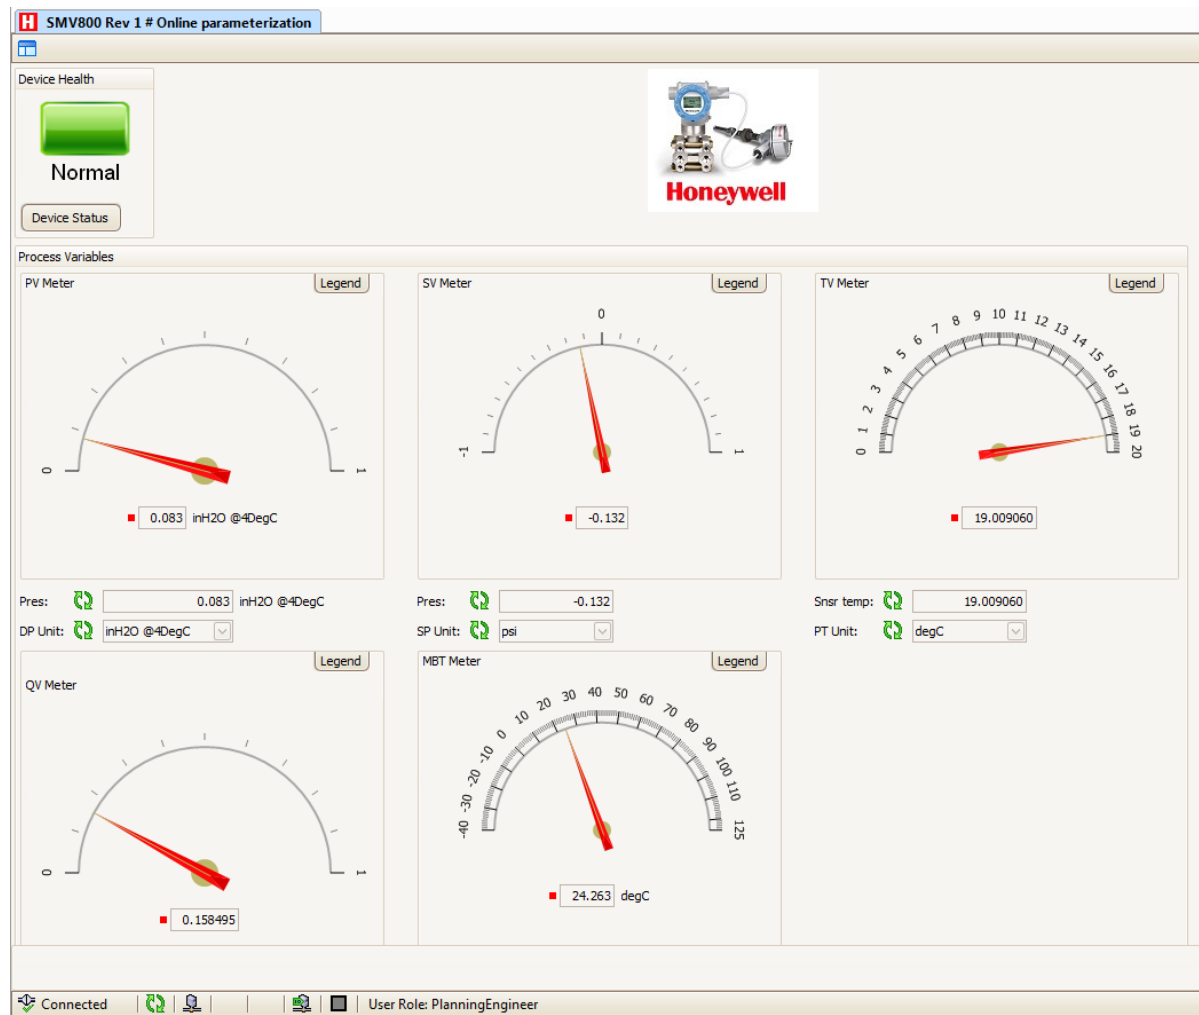 SMV800 Rev 1 # Online parameterization
Device Health
Normal
Device Status
Honeywell
Process Variables
PV Meter
Legend
0
1
0.083 inH2O @4DegC
SV Meter
Legend
-1
0
1
-0.132
TV Meter
Legend
0 1 2 3 4 5 6 7 8 9 10 11 12 13 14 15 16 17 18 19 20
19.009060
Pres: 0.083 inH2O @4DegC
DP Unit: inH2O @4DegC
Pres: -0.132
SP Unit: psi
Snsr temp: 19.009060
PT Unit: degC
QV Meter
Legend
0
1
0.158495
MBT Meter
Legend
-40 -30 -20 -10 0 10 20 30 40 50 60 70 80 90 100 110 125
24.263 degC
Connected
User Role: PlanningEngineer